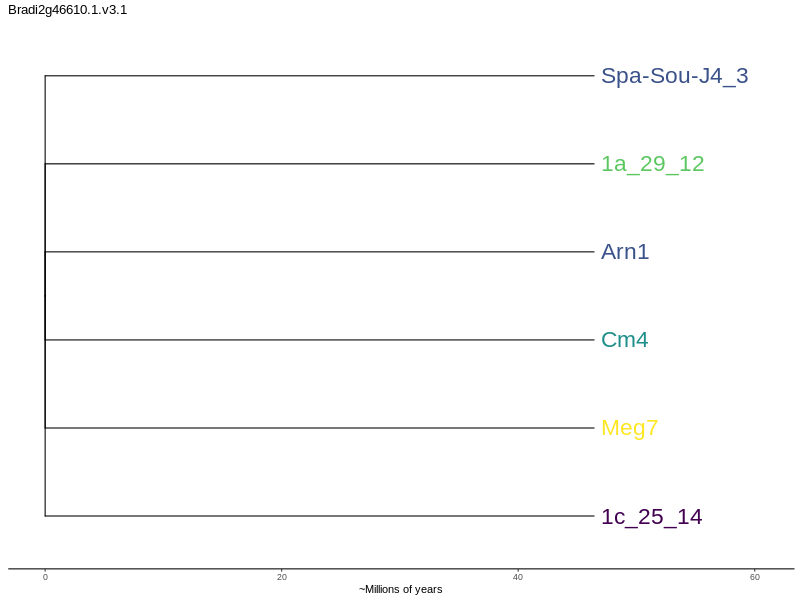 Bradi2g46610.1.v3.1
Spa-Sou-J4_3
1a_29_12
Arn1
Cm4
Meg7
1c_25_14
0 20 40 60
~Millions of years